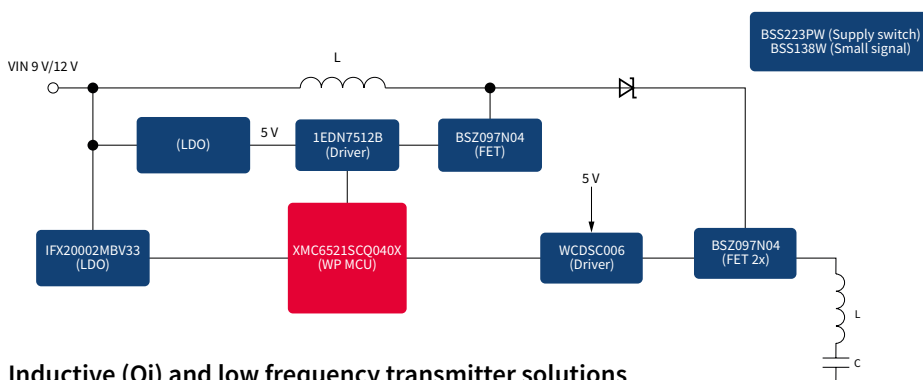 BSS223PW (Supply switch)
BSS138W (Small signal)
VIN 9 V/12 V
L
(LDO)
5 V
1EDN7512B
(Driver)
BSZ097N04
(FET)
5 V
IFX20002MBV33
(LDO)
XMC6521SCQ040X
(WP MCU)
WCDSC006
(Driver)
BSZ097N04
(FET 2x)
L
C
Inductive (Qi) and low frequency transmitter solutions